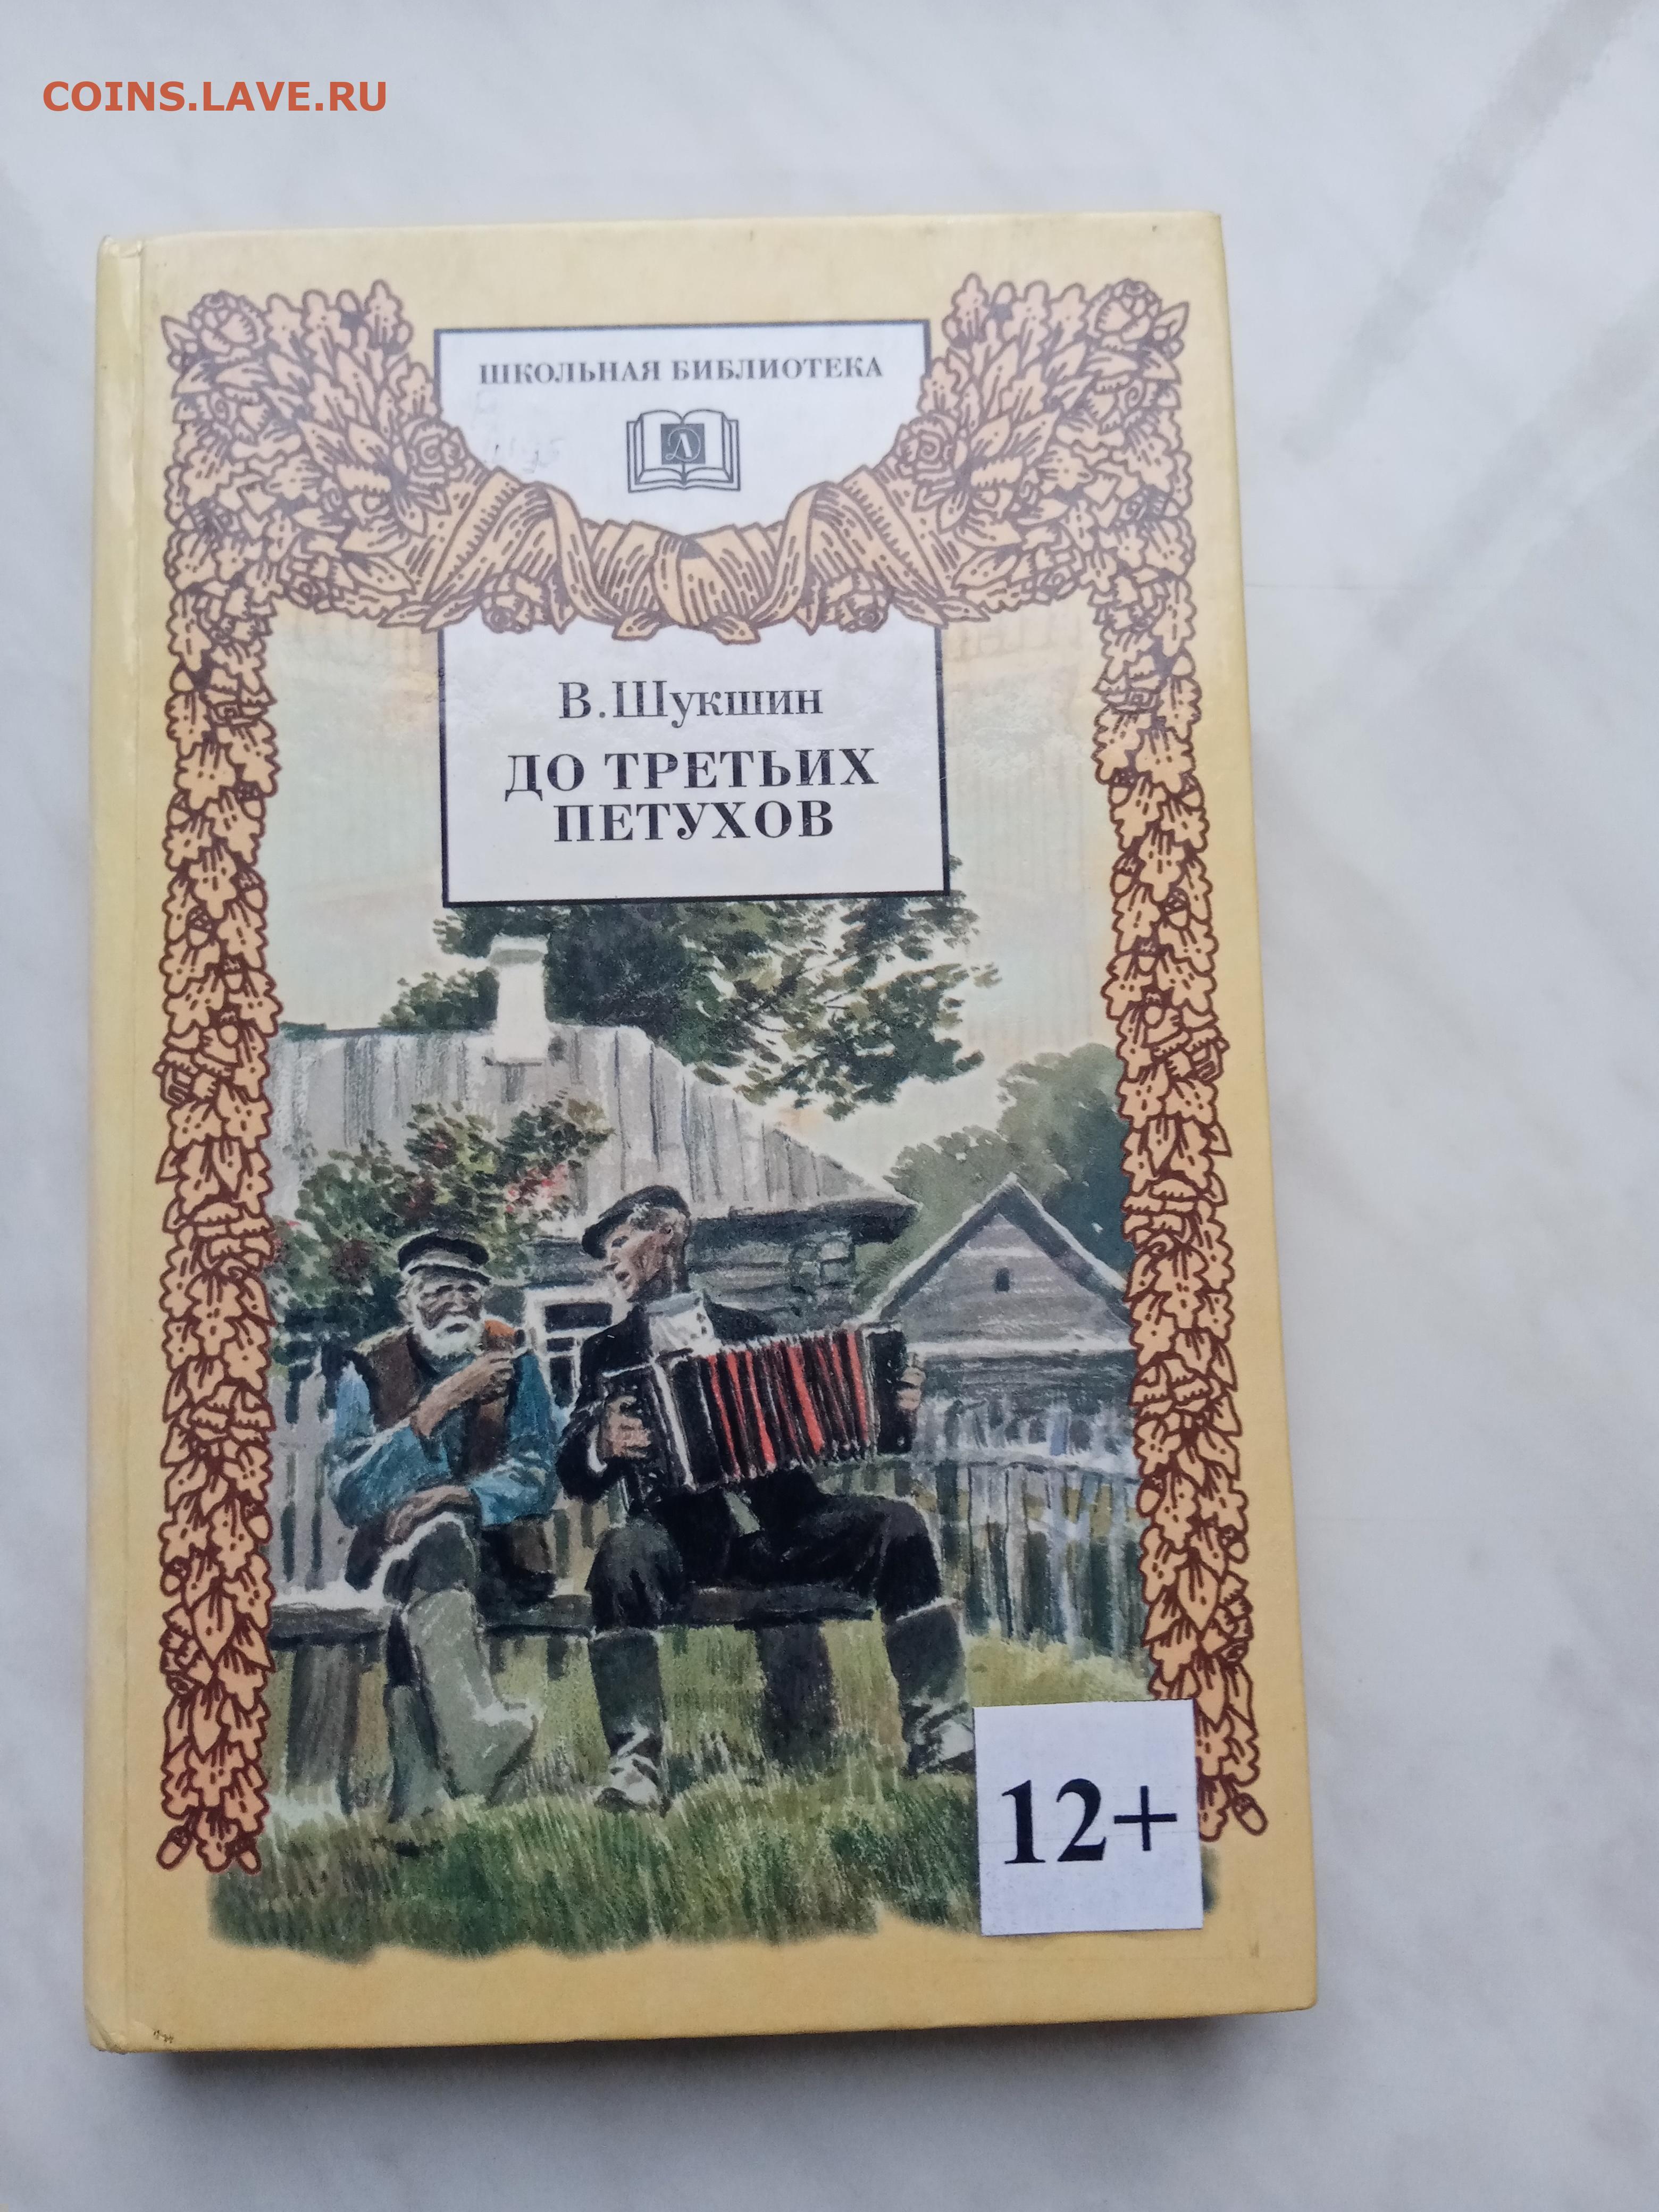 COINS.LAVE.RU
ШКОЛЬНАЯ БИБЛИОТЕКА
Д
В.Шукшин
ДО ТРЕТЬИХ
ПЕТУХОВ
12+